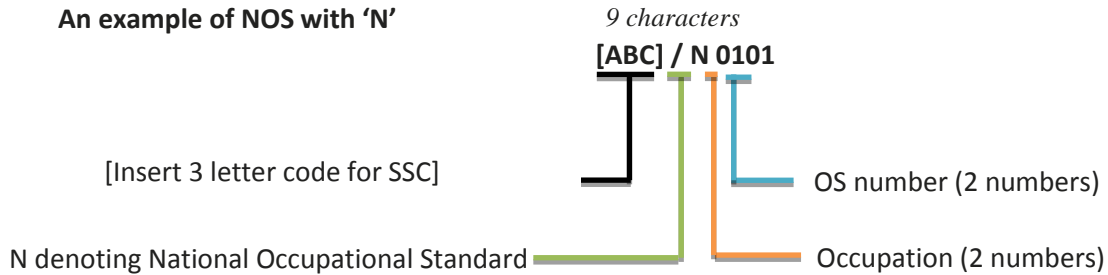 An example of NOS with ‘N’
9 characters
[ABC] / N 0101
[Insert 3 letter code for SSC]
OS number (2 numbers)
N denoting National Occupational Standard
Occupation (2 numbers)